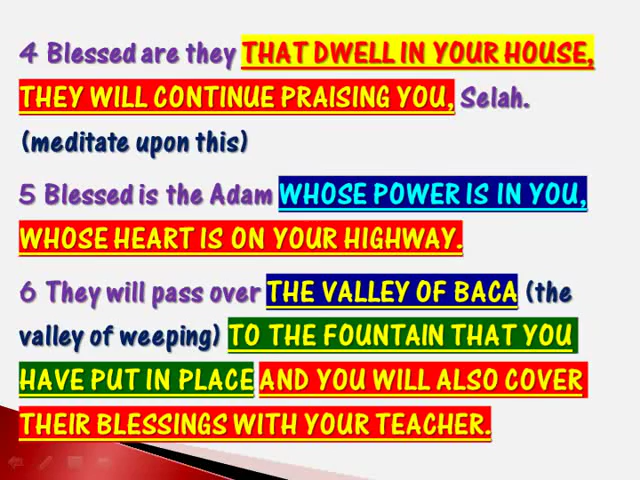 4 Blessed are they THAT DWELL IN YOUR HOUSE,
THEY WILL CONTINUE PRAISING YOU, Selah.
(meditate upon this)
5 Blessed is the Adam WHOSE POWER IS IN YOU,
WHOSE HEART IS ON YOUR HIGHWAY.
6 They will pass over THE VALLEY OF BACA (the
valley of weeping) TO THE FOUNTAIN THAT YOU
HAVE PUT IN PLACE AND YOU WILL ALSO COVER
THEIR BLESSINGS WITH YOUR TEACHER.